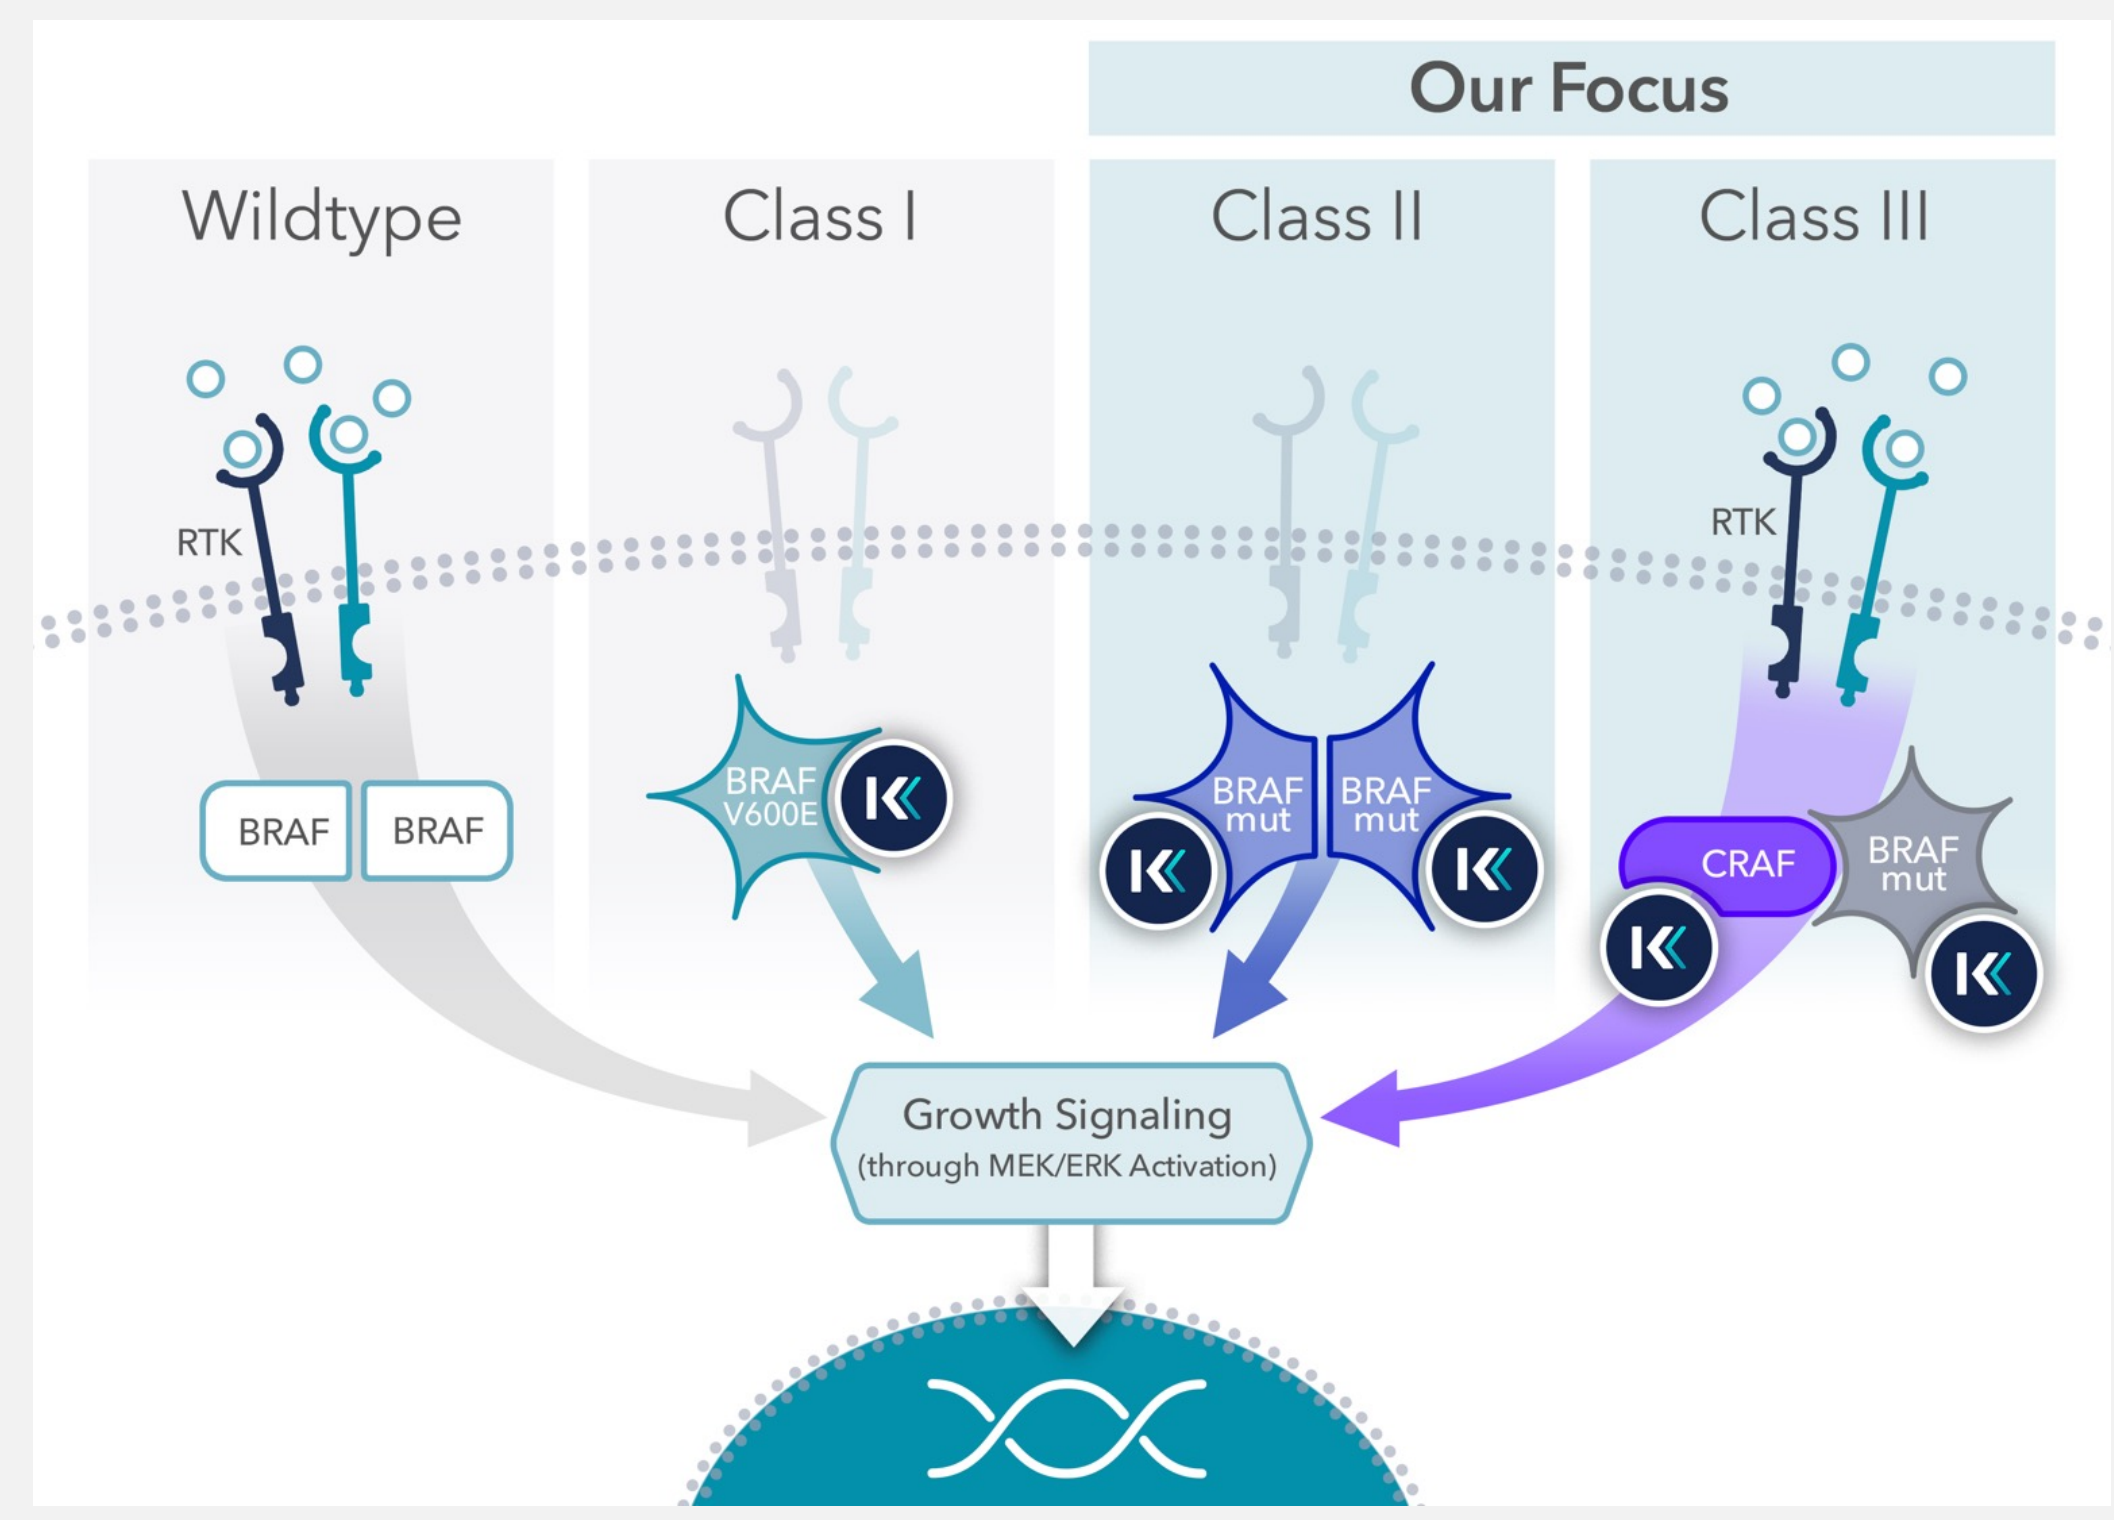 Our Focus
Wildtype
Class I
Class II
Class III
RTK
RTK
BRAF
BRAF
BRAF
V600E
BRAF
mut
BRAF
mut
CRAF
BRAF
mut
Growth Signaling
(through MEK/ERK Activation)